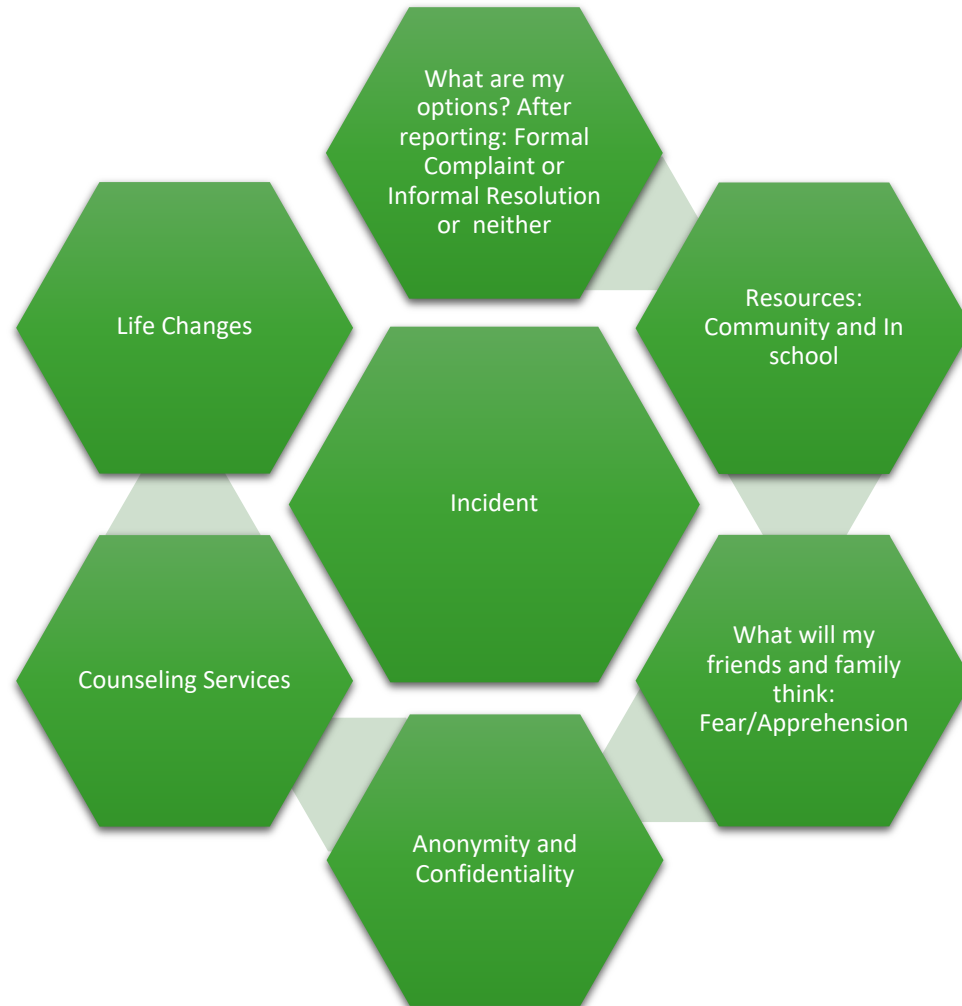 What are my
options? After
reporting: Formal
Complaint or
Informal Resolution
or  neither
Life Changes
Resources:
Community and In
school
Incident
Counseling Services
What will my
friends and family
think:
Fear/Apprehension
Anonymity and
Confidentiality